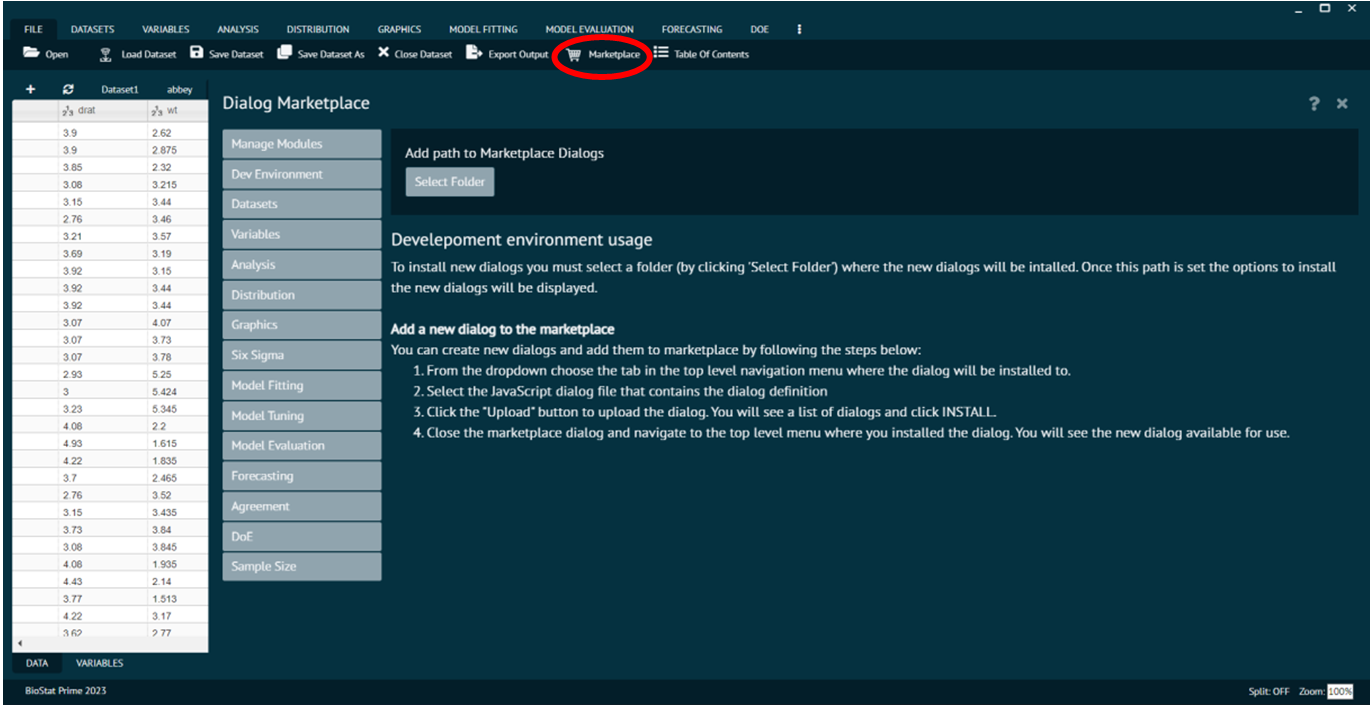 FILE DATASETS VARIABLES ANALYSIS DISTRIBUTION GRAPHICS MODEL FITTING MODEL EVALUATION FORECASTING DOE
Open Load Dataset Save Dataset Save Dataset As Close Dataset Export Output Marketplace Table Of Contents
Dataset1 abbey
drat wt
3.9 2.62
3.9 2.875
3.85 2.32
3.08 3.215
3.15 3.44
2.76 3.46
3.21 3.57
3.69 3.19
3.92 3.15
3.92 3.44
3.92 3.44
3.07 4.07
3.07 3.73
3.07 3.78
2.93 5.25
3 5.424
3.23 5.345
4.08 2.2
4.93 1.615
4.22 1.835
3.7 2.465
2.76 3.52
3.15 3.435
3.73 3.84
3.08 3.845
4.08 1.935
4.43 2.14
3.77 1.513
4.22 3.17
3.62 2.77
DATA VARIABLES
Dialog Marketplace
Manage Modules
Dev Environment
Datasets
Variables
Analysis
Distribution
Graphics
Six Sigma
Model Fitting
Model Tuning
Model Evaluation
Forecasting
Agreement
DoE
Sample Size
Add path to Marketplace Dialogs
Select Folder
Develepoment environment usage
To install new dialogs you must select a folder (by clicking 'Select Folder') where the new dialogs will be intalled. Once this path is set the options to install
the new dialogs will be displayed.
Add a new dialog to the marketplace
You can create new dialogs and add them to marketplace by following the steps below:
1. From the dropdown choose the tab in the top level navigation menu where the dialog will be installed to.
2. Select the JavaScript dialog file that contains the dialog definition
3. Click the "Upload" button to upload the dialog. You will see a list of dialogs and click INSTALL.
4. Close the marketplace dialog and navigate to the top level menu where you installed the dialog. You will see the new dialog available for use.
BioStat Prime 2023
Split: OFF Zoom: 100%